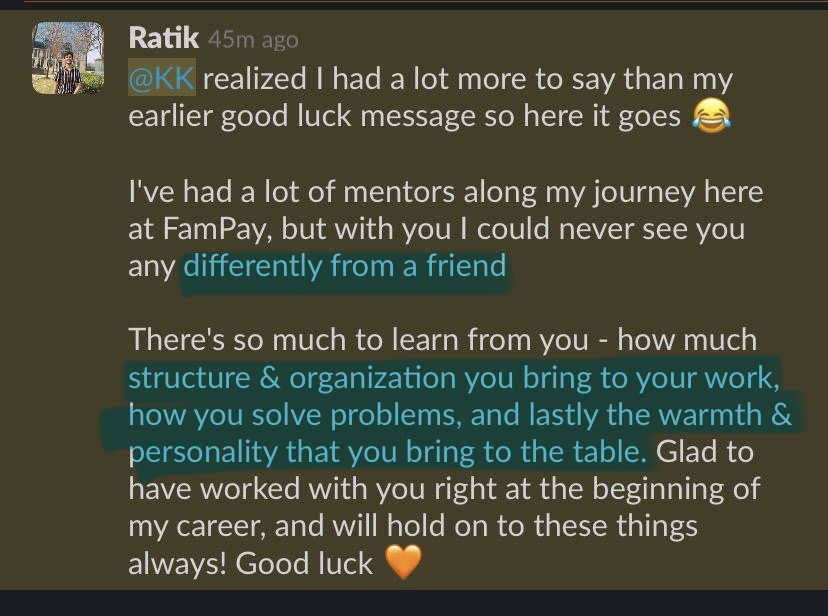 Ratik 45m ago
@KK realized I had a lot more to say than my
earlier good luck message so here it goes 😂
I've had a lot of mentors along my journey here
at FamPay, but with you I could never see you
any differently from a friend
There's so much to learn from you - how much
structure & organization you bring to your work,
how you solve problems, and lastly the warmth &
personality that you bring to the table. Glad to
have worked with you right at the beginning of
my career, and will hold on to these things
always! Good luck 🧡